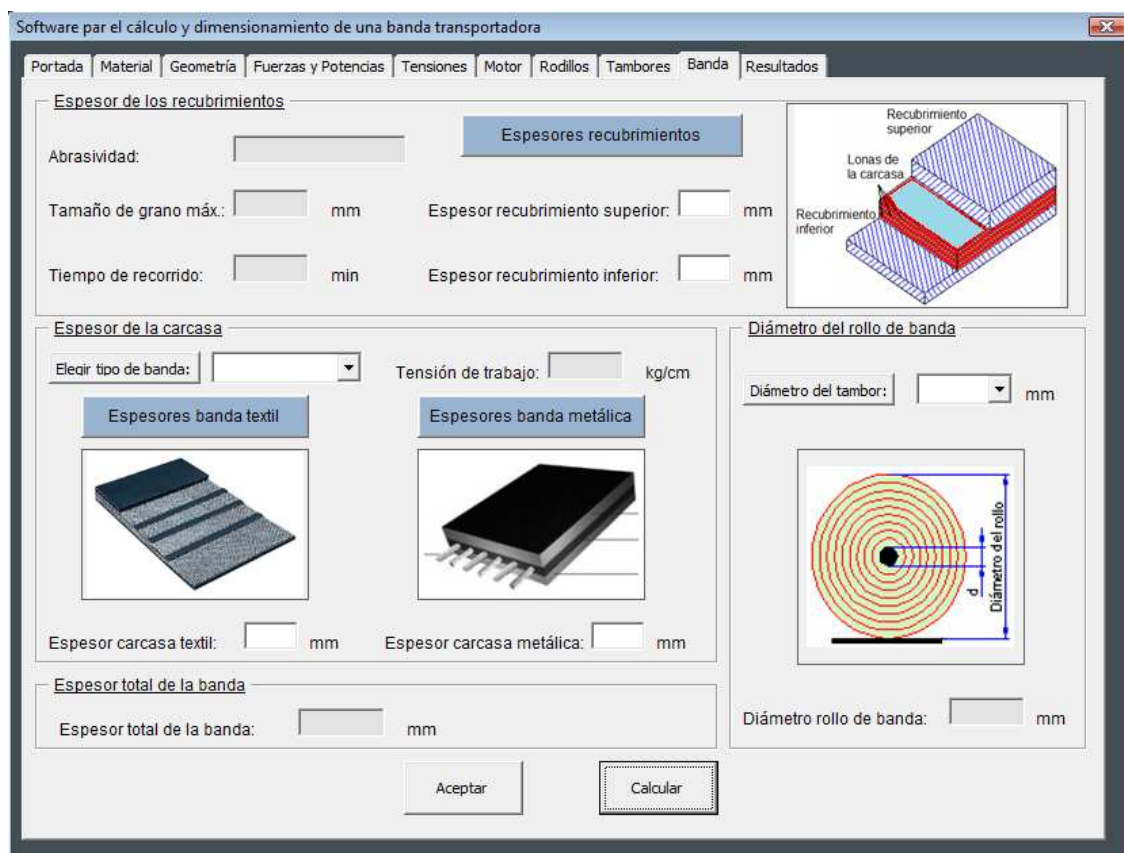 Software par el cálculo y dimensionamiento de una banda transportadora
Portada Material Geometría Fuerzas y Potencias Tensiones Motor Rodillos Tambores Banda Resultados
Espesor de los recubrimientos
Abrasividad:
Espesores recubrimientos
Tamaño de grano máx.: mm
Espesor recubrimiento superior: mm
Tiempo de recorrido: min
Espesor recubrimiento inferior: mm
Recubrimiento
superior
Lonas de
la carcasa
Recubrimiento
inferior
Espesor de la carcasa
Elegir tipo de banda:
Tensión de trabajo: kg/cm
Espesores banda textil
Espesores banda metálica
Espesor carcasa textil: mm
Espesor carcasa metálica: mm
Diámetro del rollo de banda
Diámetro del tambor: mm
d
Diámetro del rollo
Diámetro rollo de banda: mm
Espesor total de la banda
Espesor total de la banda: mm
Aceptar
Calcular